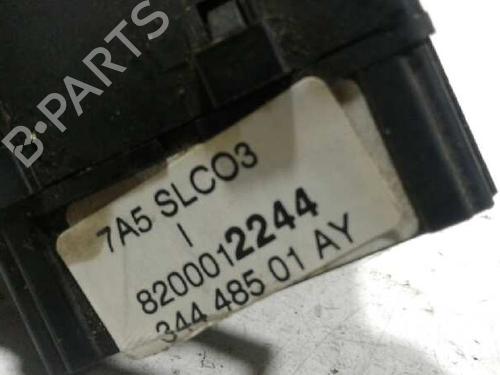 B-PARTS
7A5 SLCO3
I
8200012244
344 485 01 AY